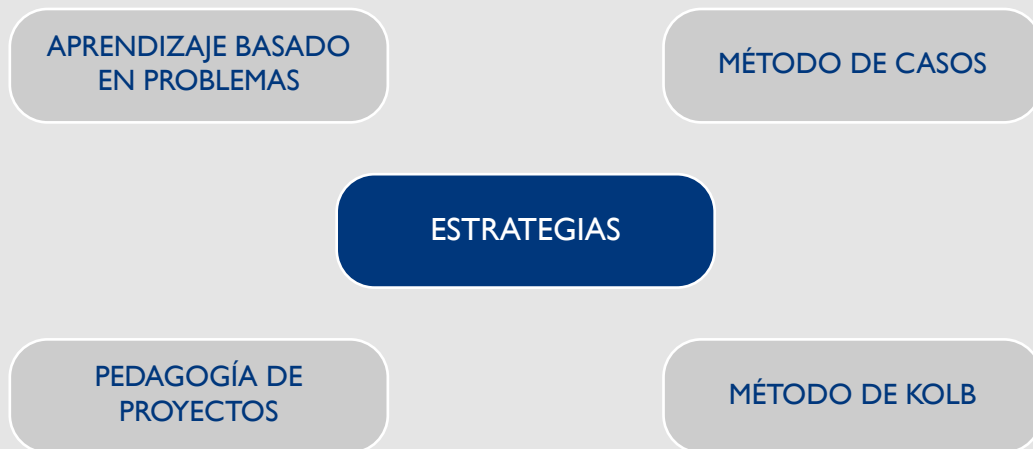 APRENDIZAJE BASADO
EN PROBLEMAS
MÉTODO DE CASOS
ESTRATEGIAS
PEDAGOGÍA DE
PROYECTOS
MÉTODO DE KOLB